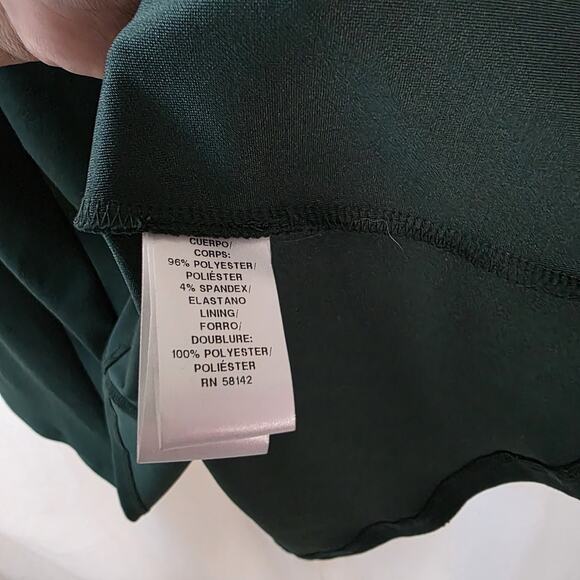 CUERPO/
CORPS:
96% POLYESTER/
POLIÉSTER
4% SPANDEX/
ELASTANO
LINING/
FORRO/
DOUBLURE:
100% POLYESTER/
POLIÉSTER
RN 58142